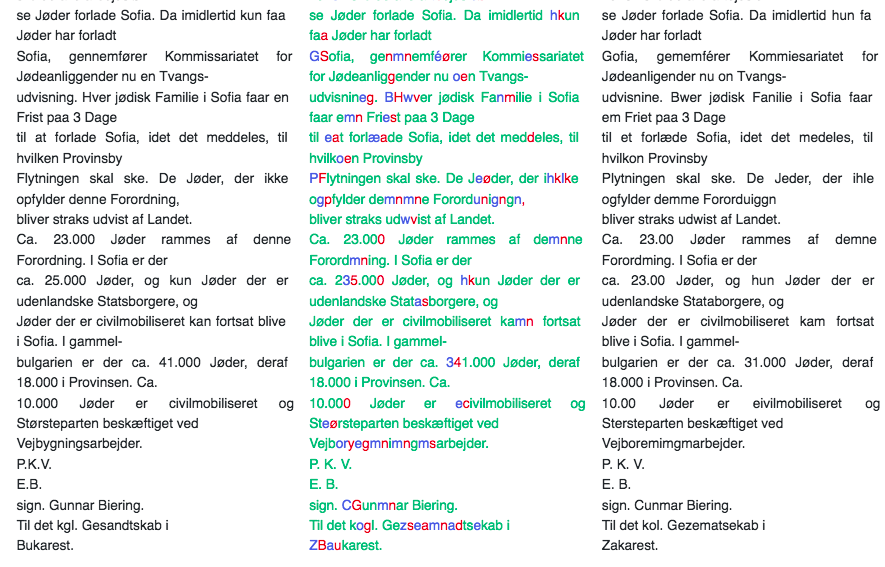 se Jøder forlade Sofia. Da imidlertid kun faa
Jøder har forladt
Sofia, gennemfører Kommissariatet for
Jødeanliggender nu en Tvangs-
udvisning. Hver jødisk Familie i Sofia faar en
Frist paa 3 Dage
til at forlade Sofia, idet det meddeles, til
hvilken Provinsby
Flytningen skal ske. De Jøder, der ikke
opfylder denne Forordning,
bliver straks udvist af Landet.
Ca. 23.000 Jøder rammes af denne
Forordning. I Sofia er der
ca. 25.000 Jøder, og kun Jøder der er
udenlandske Statsborgere, og
Jøder der er civilmobiliseret kan fortsat blive
i Sofia. I gammel-
bulgarien er der ca. 41.000 Jøder, deraf
18.000 i Provinsen. Ca.
10.000 Jøder er civilmobiliseret og
Størsteparten beskæftiget ved
Vejbygningsarbejder.
P.K.V.
E.B.
sign. Gunnar Biering.
Til det kgl. Gesandtskab i
Bukarest.
se Jøder forlade Sofia. Da imidlertid hkun
faa Jøder har forladt
GSofia, genmnemféører Kommiessariatet
for Jødeanliggender nu oen Tvangs-
udvisnineg. BHwver jødisk Fanmilie i Sofia
faar emn Friest paa 3 Dage
til eat forlæade Sofia, idet det meddeles, til
hvilkoen Provinsby
PFlytningen skal ske. De Jeøder, der ihklke
ogpfylder demnmne Forordunigngn,
bliver straks udwvist af Landet.
Ca. 23.000 Jøder rammes af demnne
Forordmning. I Sofia er der
ca. 235.000 Jøder, og hkun Jøder der er
udenlandske Statasborgere, og
Jøder der er civilmobiliseret kamn fortsat
blive i Sofia. I gammel-
bulgarien er der ca. 341.000 Jøder, deraf
18.000 i Provinsen. Ca.
10.000 Jøder er ecivilmobiliseret og
Steørsteparten beskæftiget ved
Vejboryegmnimngmsarbejder.
P. K. V.
E. B.
sign. CGunmnar Biering.
Til det kogl. Gezseamnadtsekab i
ZBaukarest.
se Jøder forlade Sofia. Da imidlertid hun fa
Jøder har forladt
Gofia, gememférer Kommiesariatet for
Jødeanligender nu on Tvangs-
udvisnine. Bwer jødisk Fanilie i Sofia faar
em Friet paa 3 Dage
til et forlæde Sofia, idet det medeles, til
hvilkon Provinsby
Plytningen skal ske. De Jeder, der ihle
ogfylder demme Fororduiggn
bliver straks udwist af Landet.
Ca. 23.00 Jøder rammes af demne
Forordming. I Sofia er der
ca. 23.00 Jøder, og hun Jøder der er
udenlandske Stataborgere, og
Jøder der er civilmobiliseret kam fortsat
blive i Sofia. I gammel-
bulgarien er der ca. 31.000 Jøder, deraf
18.000 i Provinsen. Ca.
10.00 Jøder er eivilmobiliseret og
Stersteparten beskæftiget ved
Vejboremimgmarbejder.
P. K. V.
E. B.
sign. Cunmar Biering.
Til det kol. Gezematsekab i
Zakarest.